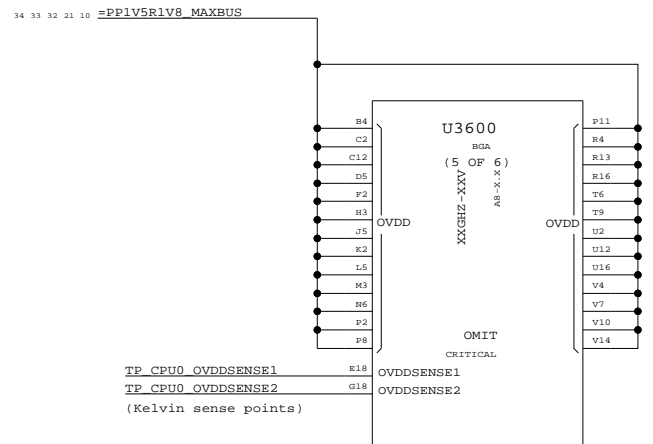 34 33 32 21 10 =PP1V5R1V8_MAXBUS
U3600
BGA
(5 OF 6)
XXGHZ-XXV
A8-X.X
B4
C2
C12
D5
F2
H3
J5
K2
L5
M3
N6
P2
P8
OVDD
OVDD
P11
R4
R13
R16
T6
T9
U2
U12
U16
V4
V7
V10
V14
OMIT
CRITICAL
TP_CPU0_OVDDSENSE1 E18 OVDDSENSE1
TP_CPU0_OVDDSENSE2 G18 OVDDSENSE2
(Kelvin sense points)